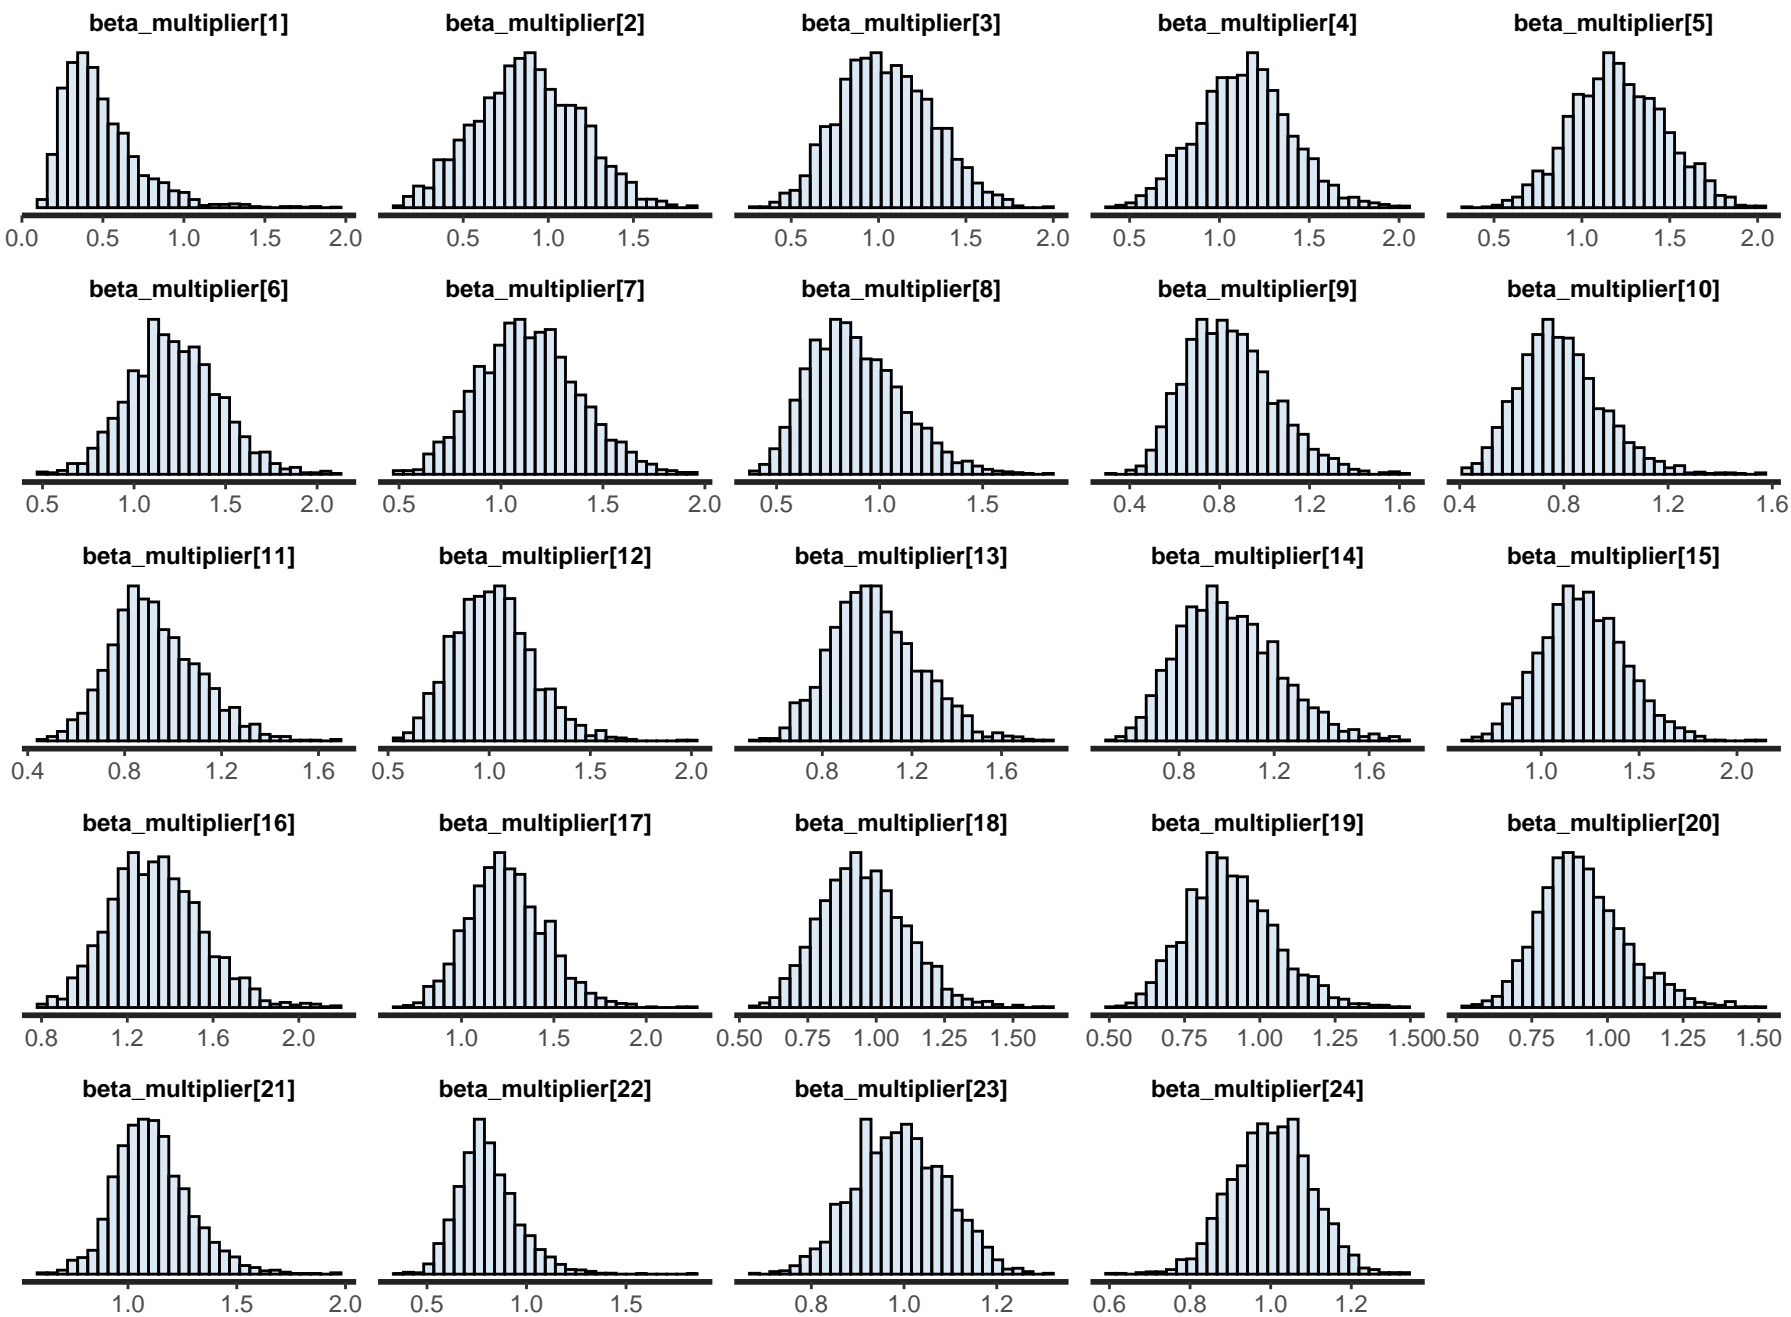 beta_multiplier[1] beta_multiplier[2] beta_multiplier[3] beta_multiplier[4] beta_multiplier[5]
0.0 0.5 1.0 1.5 2.0 0.5 1.0 1.5 0.5 1.0 1.5 2.0 0.5 1.0 1.5 2.0 0.5 1.0 1.5 2.0
beta_multiplier[6] beta_multiplier[7] beta_multiplier[8] beta_multiplier[9] beta_multiplier[10]
0.5 1.0 1.5 2.0 0.5 1.0 1.5 2.0 0.5 1.0 1.5 0.4 0.8 1.2 1.6 0.4 0.8 1.2 1.6
beta_multiplier[11] beta_multiplier[12] beta_multiplier[13] beta_multiplier[14] beta_multiplier[15]
0.4 0.8 1.2 1.6 0.5 1.0 1.5 2.0 0.8 1.2 1.6 0.8 1.2 1.6 1.0 1.5 2.0
beta_multiplier[16] beta_multiplier[17] beta_multiplier[18] beta_multiplier[19] beta_multiplier[20]
0.8 1.2 1.6 2.0 1.0 1.5 2.0 0.50 0.75 1.00 1.25 1.50 0.50 0.75 1.00 1.25 1.50 0.50 0.75 1.00 1.25 1.50
beta_multiplier[21] beta_multiplier[22] beta_multiplier[23] beta_multiplier[24]
1.0 1.5 2.0 0.5 1.0 1.5 0.8 1.0 1.2 0.6 0.8 1.0 1.2